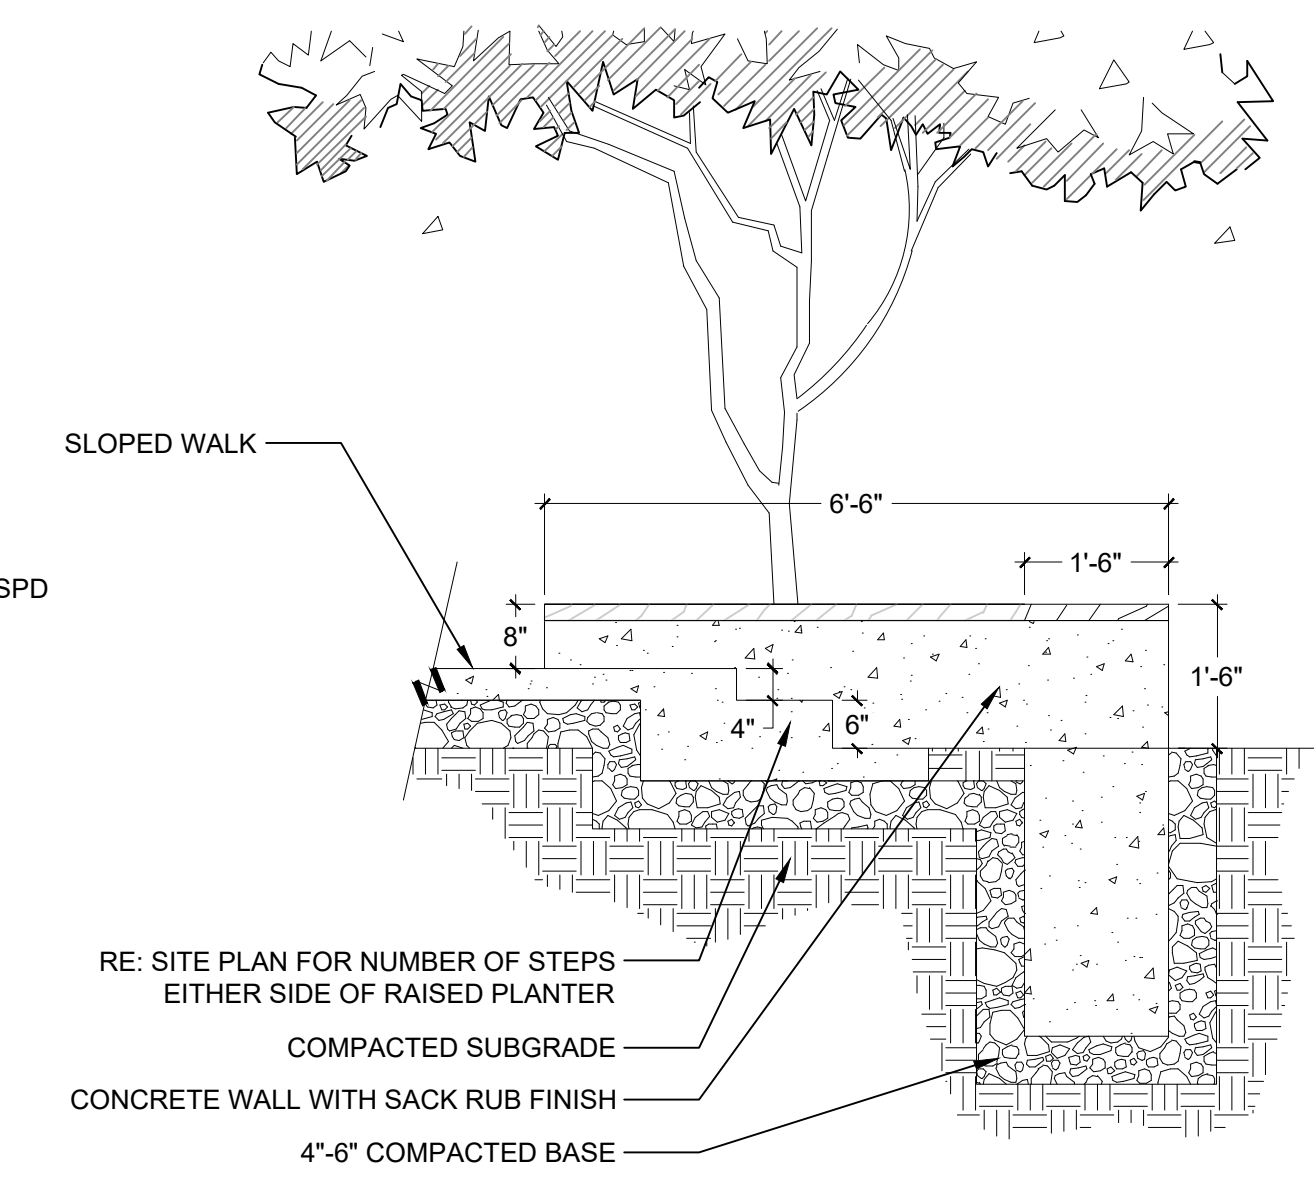 SLOPED WALK
6'-6"
1'-6"
SPD
8"
1'-6"
4"
6"
RE: SITE PLAN FOR NUMBER OF STEPS
EITHER SIDE OF RAISED PLANTER
COMPACTED SUBGRADE
CONCRETE WALL WITH SACK RUB FINISH
4"-6" COMPACTED BASE